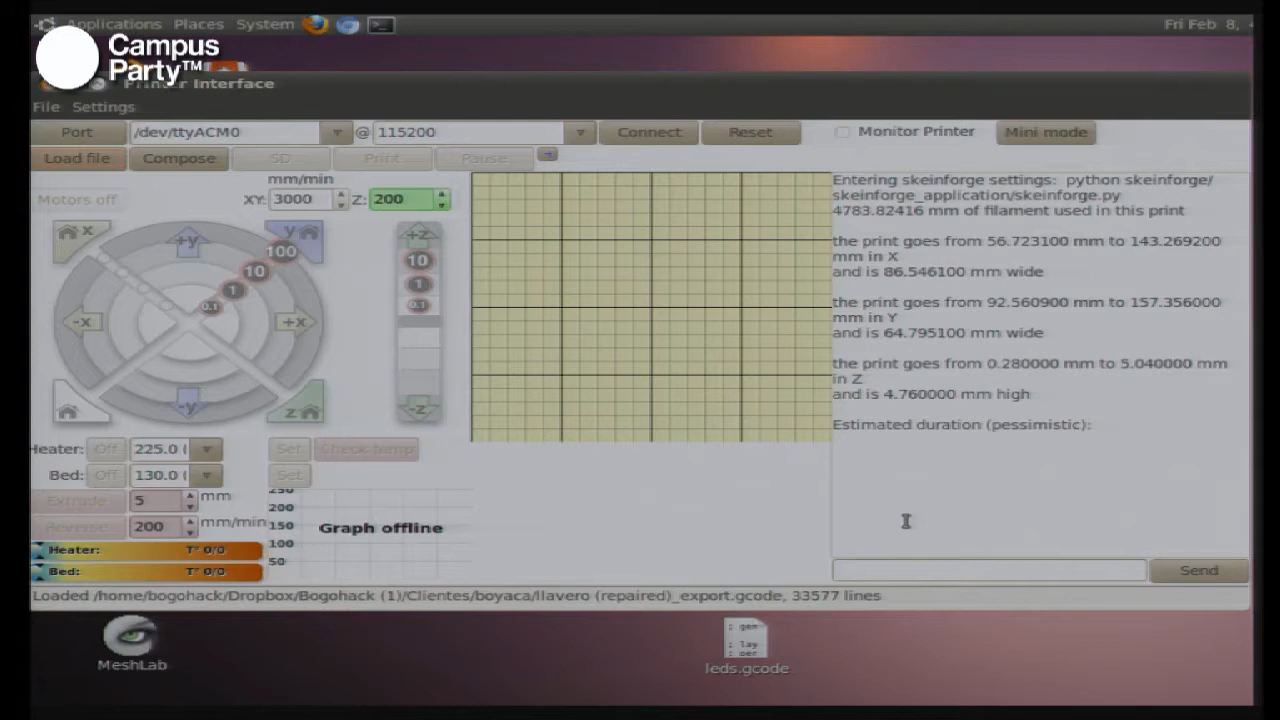 Applications Places System
Fri Feb 8,
Campus
Party™
Printer Interface
File Settings
Port
/dev/ttyACM0
@
115200
Connect
Reset
Monitor Printer
Mini mode
Load file
Compose
SD
Print
Pause
Motors off
mm/min
XY: 3000
Z: 200
x
+y
y
100
10
1
0.1
-x
+x
-y
z
+Z
10
1
0.1
-Z
Heater: Off 225.0 (
Set
Check temp
Bed: Off 130.0 (
Set
Extrude 5 mm
Reverse 200 mm/min
250
200
150
100
50
Graph offline
Heater: T° 0/0
Bed: T° 0/0
Entering skeinforge settings: python skeinforge/
skeinforge_application/skeinforge.py
4783.82416 mm of filament used in this print
the print goes from 56.723100 mm to 143.269200
mm in X
and is 86.546100 mm wide
the print goes from 92.560900 mm to 157.356000
mm in Y
and is 64.795100 mm wide
the print goes from 0.280000 mm to 5.040000 mm
in Z
and is 4.760000 mm high
Estimated duration (pessimistic):
Send
Loaded /home/bogohack/Dropbox/Bogohack (1)/Clientes/boyaca/llavero (repaired)_export.gcode, 33577 lines
MeshLab
; gen
; lay
; per
leds.gcode